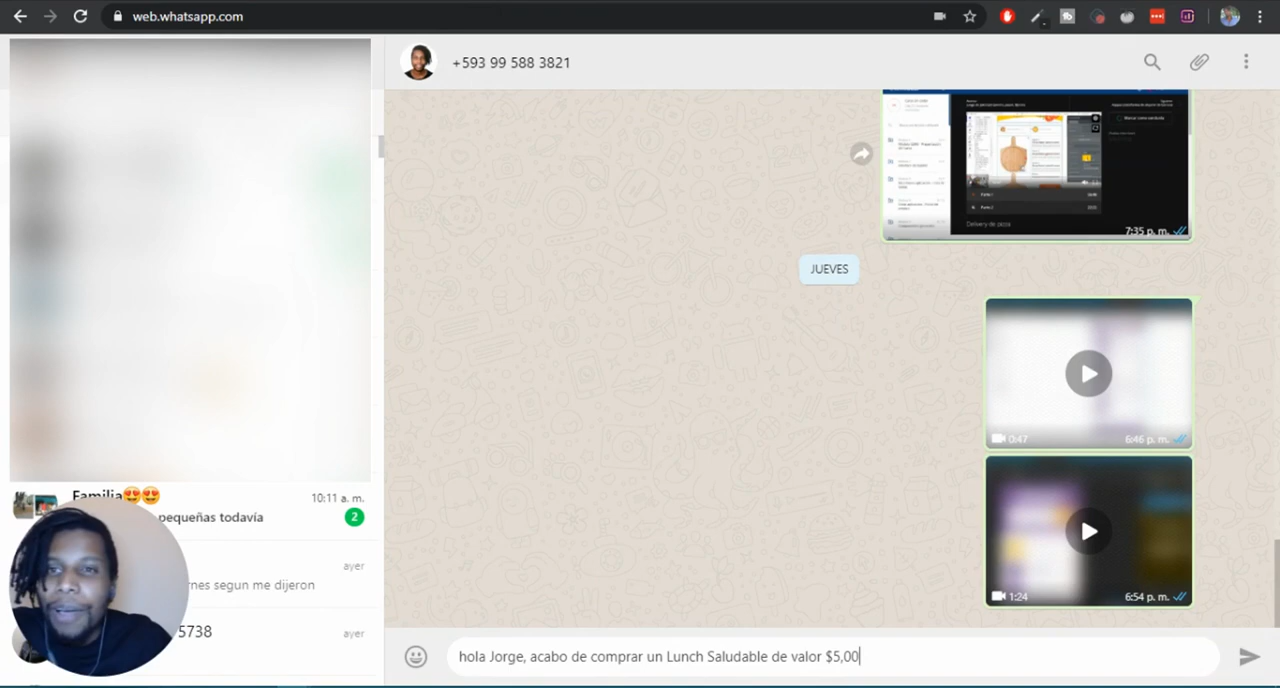 web.whatsapp.com
+593 99 588 3821
7:35 p. m.
Delivery de pizza
JUEVES
0:47
6:46 p. m.
1:24
6:54 p. m.
Familia😍😍
10:11 a. m.
pequeñas todavía
2
ayer
segun me dijeron
5738
ayer
hola Jorge, acabo de comprar un Lunch Saludable de valor $5,00